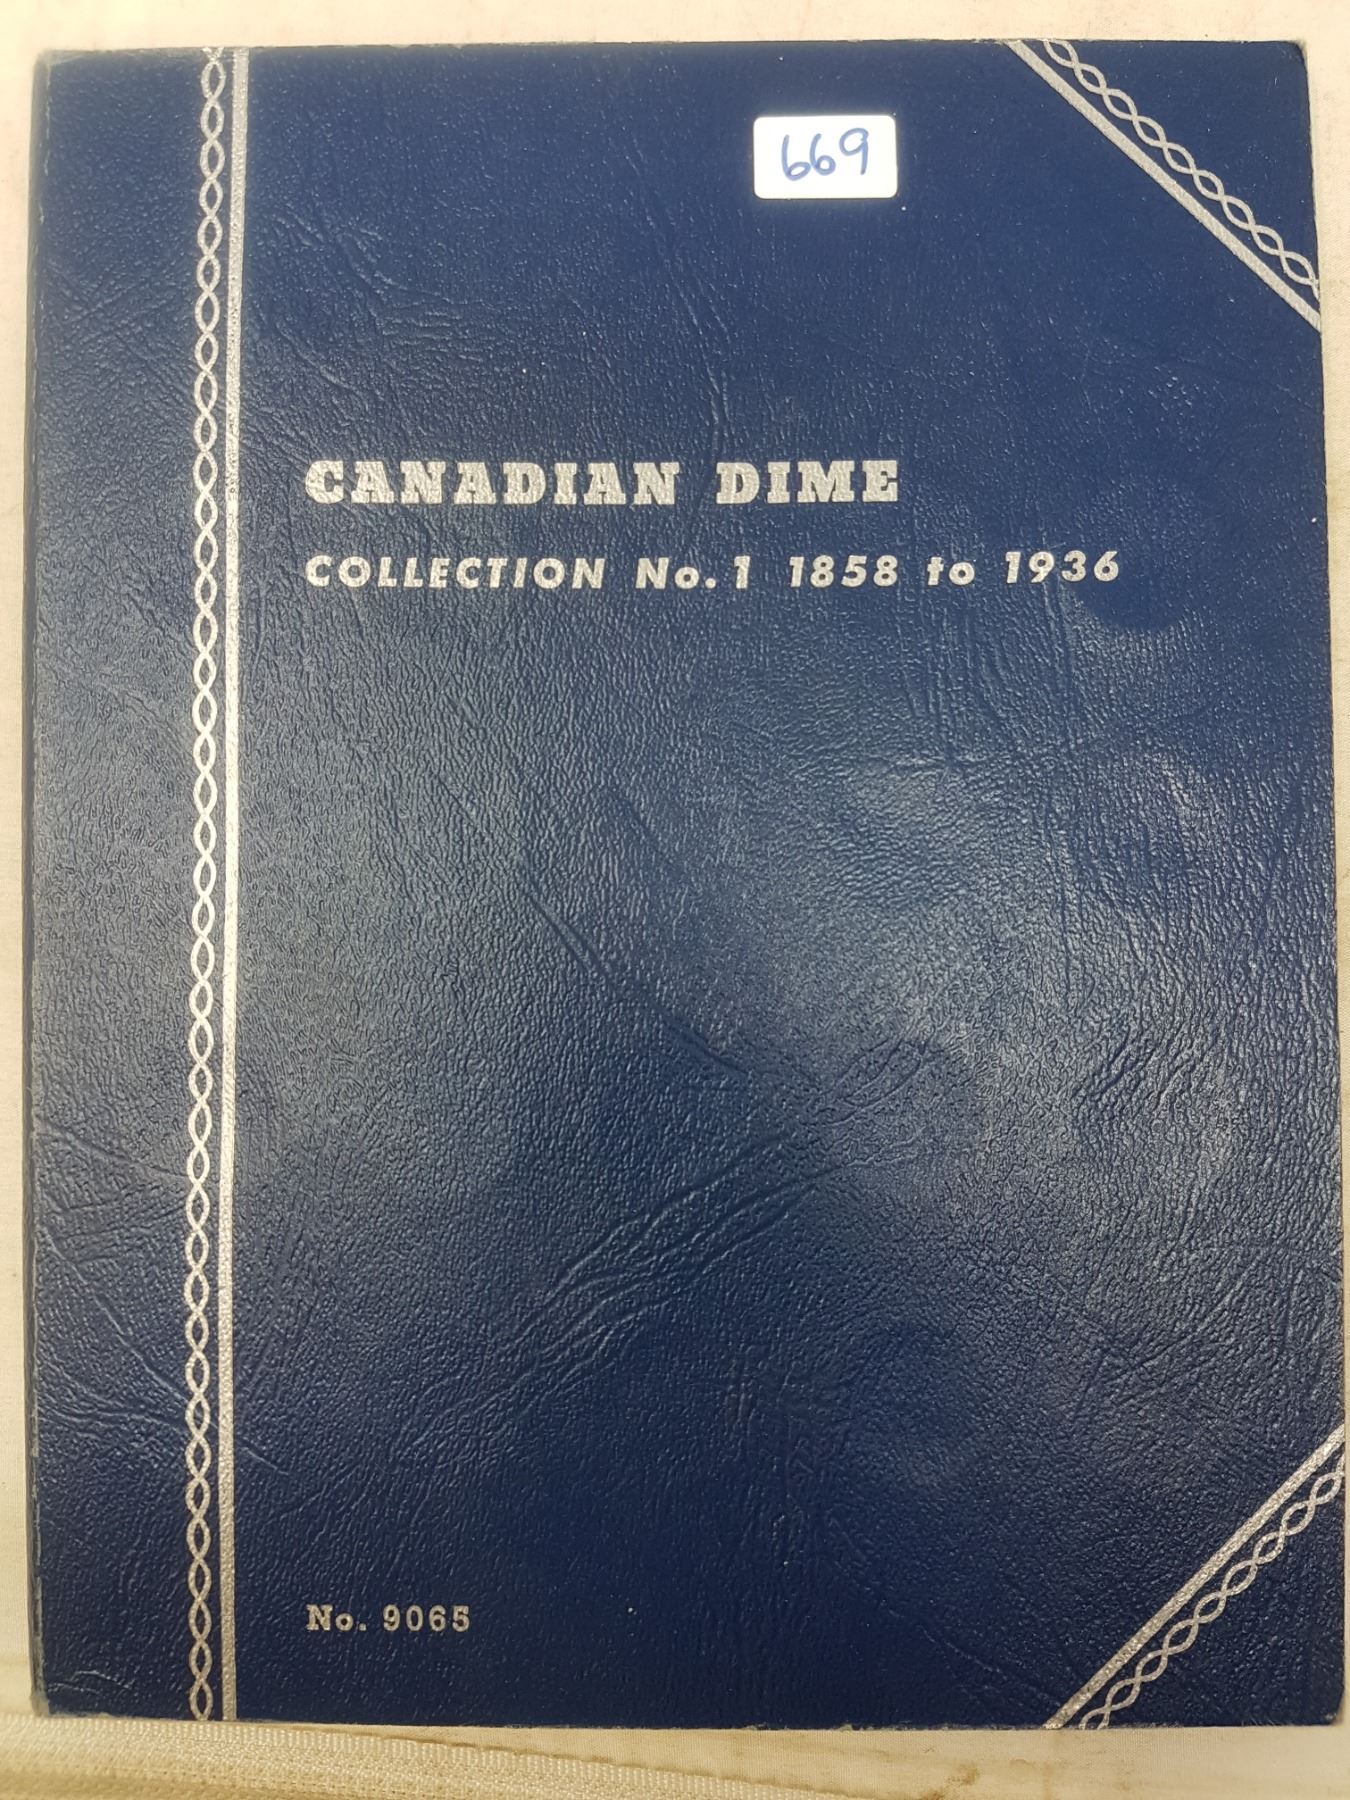 669
CANADIAN DIME
COLLECTION No. 1 1858 to 1936
No. 9065